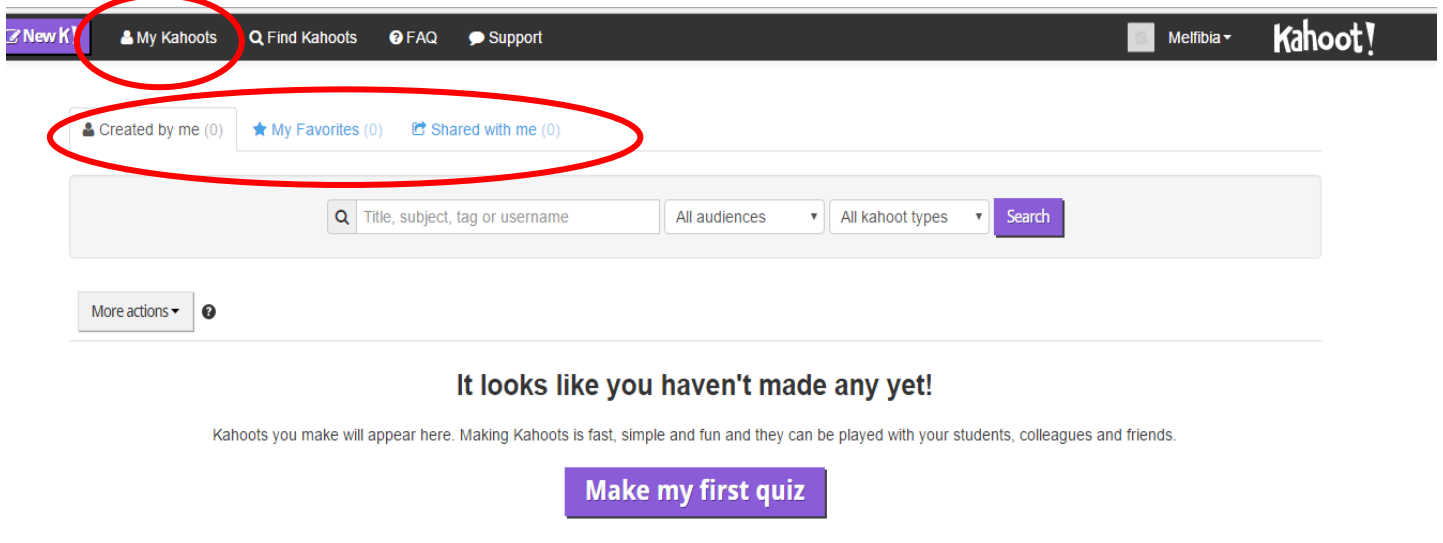 New K! My Kahoots Find Kahoots FAQ Support Melfibia Kahoot!
Created by me (0) My Favorites (0) Shared with me (0)
Title, subject, tag or username All audiences All kahoot types Search
More actions
It looks like you haven't made any yet!
Kahoots you make will appear here. Making Kahoots is fast, simple and fun and they can be played with your students, colleagues and friends.
Make my first quiz